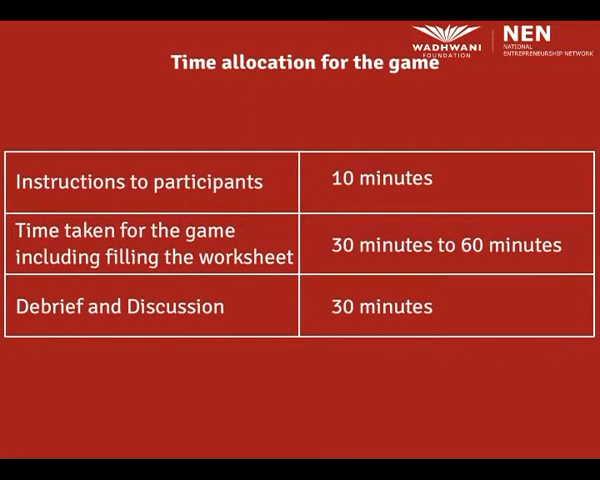 WADHWANI
FOUNDATION
NEN
NATIONAL
ENTREPRENEURSHIP NETWORK
Time allocation for the game
Instructions to participants
10 minutes
Time taken for the game
including filling the worksheet
30 minutes to 60 minutes
Debrief and Discussion
30 minutes